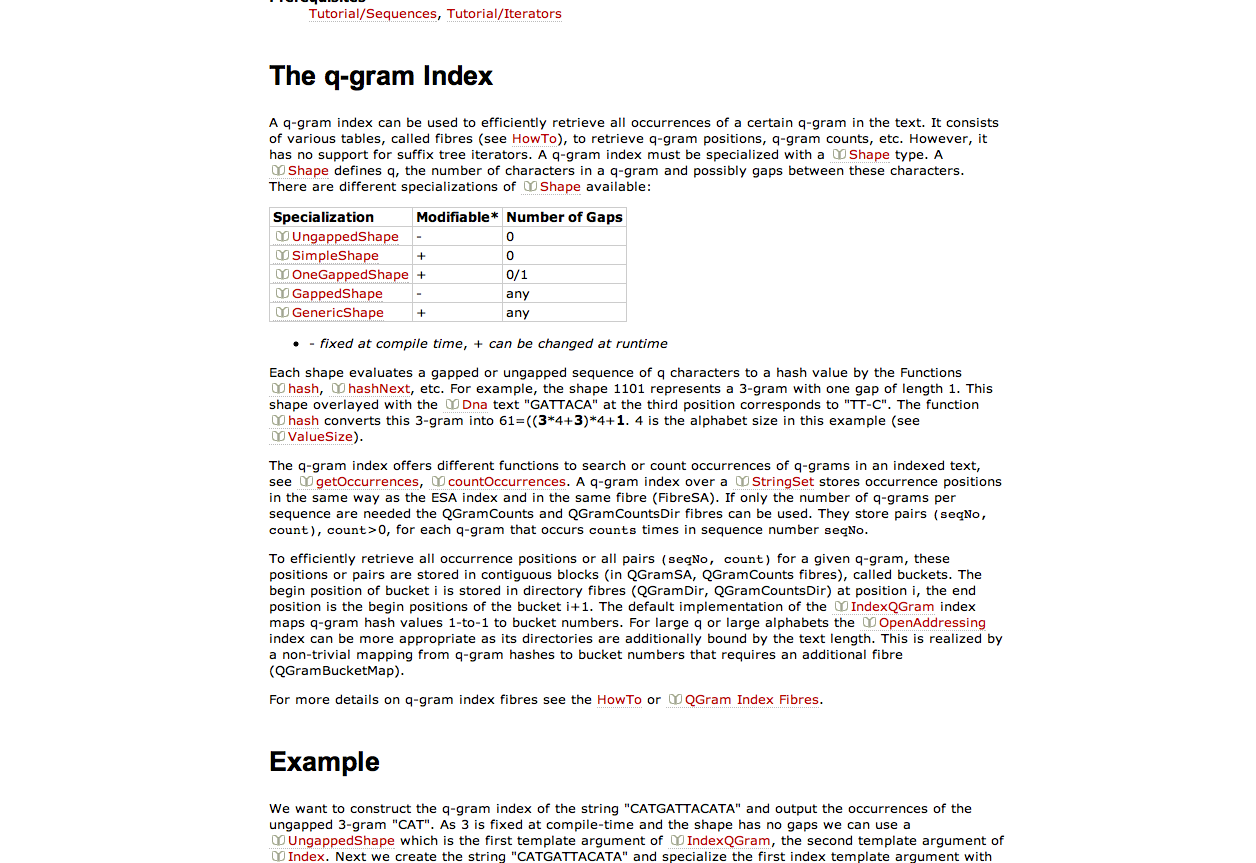 Prerequisites
Tutorial/Sequences, Tutorial/Iterators
The q-gram Index
A q-gram index can be used to efficiently retrieve all occurrences of a certain q-gram in the text. It consists
of various tables, called fibres (see HowTo), to retrieve q-gram positions, q-gram counts, etc. However, it
has no support for suffix tree iterators. A q-gram index must be specialized with a Shape type. A
Shape defines q, the number of characters in a q-gram and possibly gaps between these characters.
There are different specializations of Shape available:
Specialization Modifiable* Number of Gaps
UngappedShape - 0
SimpleShape + 0
OneGappedShape + 0/1
GappedShape - any
GenericShape + any
• - fixed at compile time, + can be changed at runtime
Each shape evaluates a gapped or ungapped sequence of q characters to a hash value by the Functions
hash, hashNext, etc. For example, the shape 1101 represents a 3-gram with one gap of length 1. This
shape overlayed with the Dna text "GATTACA" at the third position corresponds to "TT-C". The function
hash converts this 3-gram into 61=((3*4+3)*4+1. 4 is the alphabet size in this example (see
ValueSize).
The q-gram index offers different functions to search or count occurrences of q-grams in an indexed text,
see getOccurrences, countOccurrences. A q-gram index over a StringSet stores occurrence positions
in the same way as the ESA index and in the same fibre (FibreSA). If only the number of q-grams per
sequence are needed the QGramCounts and QGramCountsDir fibres can be used. They store pairs (seqNo,
count), count>0, for each q-gram that occurs counts times in sequence number seqNo.
To efficiently retrieve all occurrence positions or all pairs (seqNo, count) for a given q-gram, these
positions or pairs are stored in contiguous blocks (in QGramSA, QGramCounts fibres), called buckets. The
begin position of bucket i is stored in directory fibres (QGramDir, QGramCountsDir) at position i, the end
position is the begin positions of the bucket i+1. The default implementation of the IndexQGram index
maps q-gram hash values 1-to-1 to bucket numbers. For large q or large alphabets the OpenAddressing
index can be more appropriate as its directories are additionally bound by the text length. This is realized by
a non-trivial mapping from q-gram hashes to bucket numbers that requires an additional fibre
(QGramBucketMap).
For more details on q-gram index fibres see the HowTo or QGram Index Fibres.
Example
We want to construct the q-gram index of the string "CATGATTACATA" and output the occurrences of the
ungapped 3-gram "CAT". As 3 is fixed at compile-time and the shape has no gaps we can use a
UngappedShape which is the first template argument of IndexQGram, the second template argument of
Index. Next we create the string "CATGATTACATA" and specialize the first index template argument with